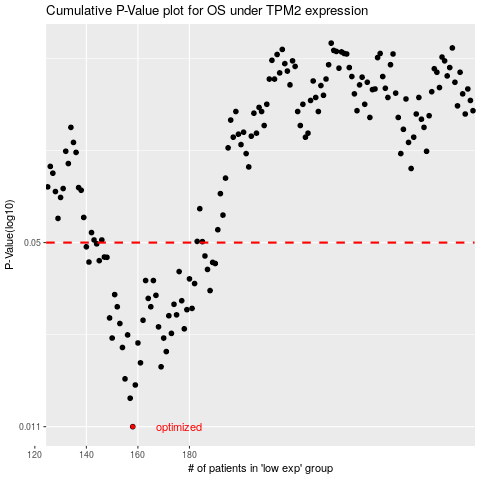 Cumulative P-Value plot for OS under TPM2 expression
P-Value(log10)
0.05
0.011
optimized
120 140 160 180
# of patients in 'low exp' group